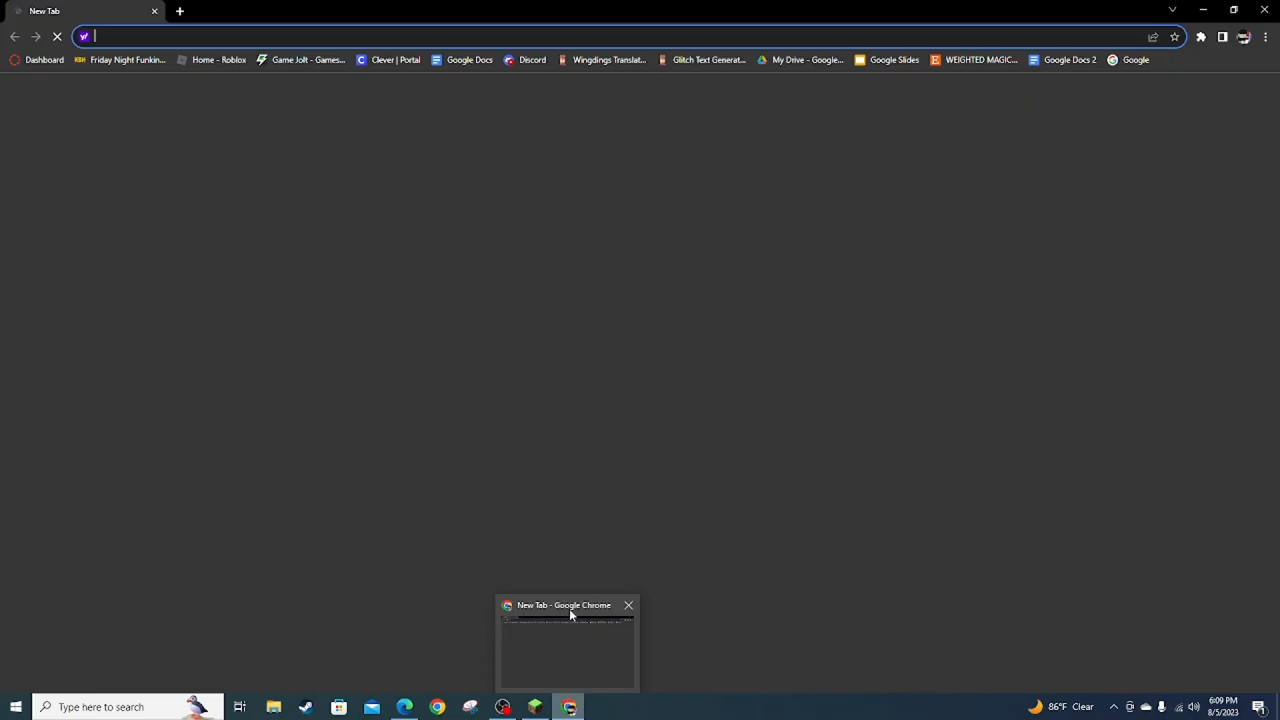 New Tab
Dashboard
Friday Night Funkin...
Home - Roblox
Game Jolt - Games...
Clever | Portal
Google Docs
Discord
Wingdings Translat...
Glitch Text Generat...
My Drive - Google...
Google Slides
WEIGHTED MAGIC...
Google Docs 2
Google
New Tab - Google Chrome
Type here to search
86°F Clear
6:09 PM
8/5/2023